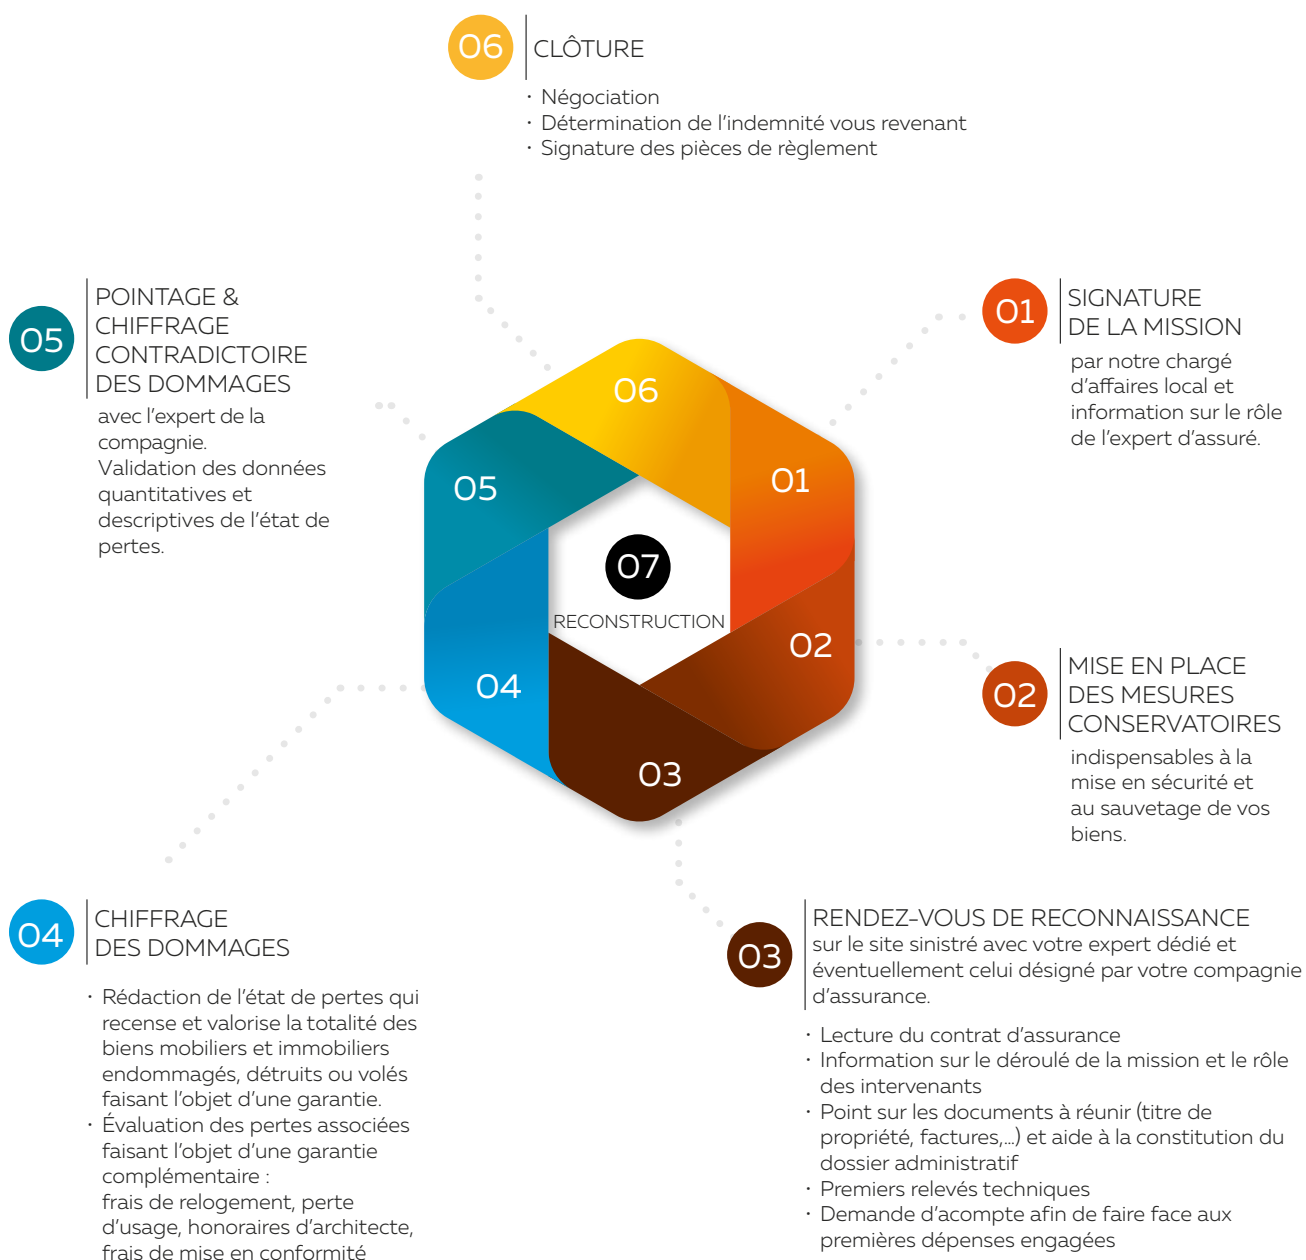 06
CLÔTURE
· Négociation
· Détermination de l'indemnité vous revenant
· Signature des pièces de règlement
01
SIGNATURE
DE LA MISSION
par notre chargé
d'affaires local et
information sur le rôle
de l'expert d'assuré.
05
POINTAGE &
CHIFFRAGE
CONTRADICTOIRE
DES DOMMAGES
avec l'expert de la
compagnie.
Validation des données
quantitatives et
descriptives de l'état de
pertes.
06
01
05
07
RECONSTRUCTION
02
04
03
02
MISE EN PLACE
DES MESURES
CONSERVATOIRES
indispensables à la
mise en sécurité et
au sauvetage de vos
biens.
03
RENDEZ-VOUS DE RECONNAISSANCE
sur le site sinistré avec votre expert dédié et
éventuellement celui désigné par votre compagnie
d'assurance.
· Lecture du contrat d'assurance
· Information sur le déroulé de la mission et le rôle
des intervenants
· Point sur les documents à réunir (titre de
propriété, factures,...) et aide à la constitution du
dossier administratif
· Premiers relevés techniques
· Demande d'acompte afin de faire face aux
premières dépenses engagées
04
CHIFFRAGE
DES DOMMAGES
· Rédaction de l'état de pertes qui
recense et valorise la totalité des
biens mobiliers et immobiliers
endommagés, détruits ou volés
faisant l'objet d'une garantie.
· Évaluation des pertes associées
faisant l'objet d'une garantie
complémentaire :
frais de relogement, perte
d'usage, honoraires d'architecte,
frais de mise en conformité